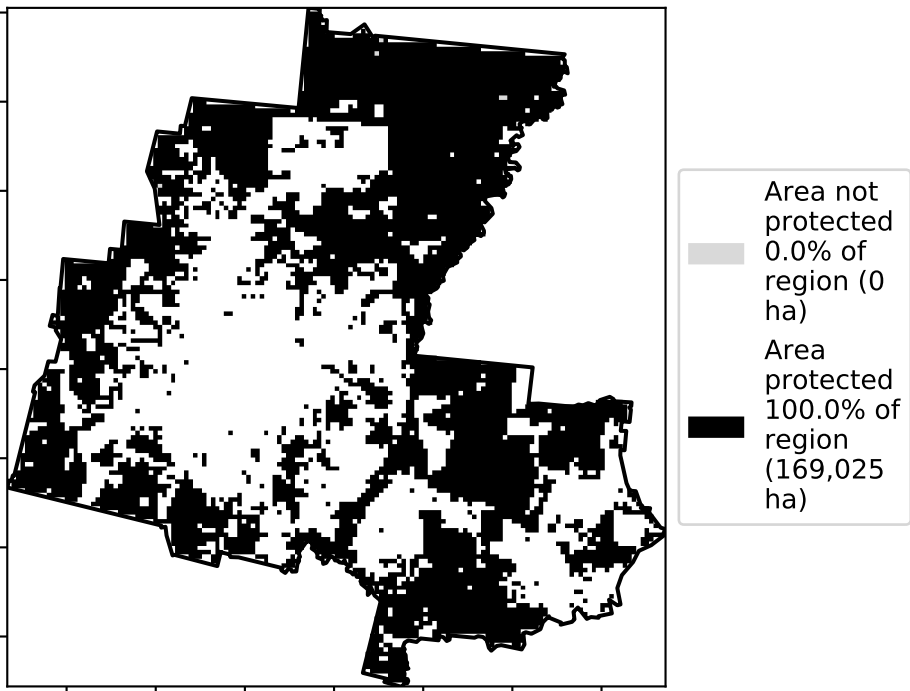 Area not
protected
0.0% of
region (0
ha)
Area
protected
100.0% of
region
(169,025
ha)